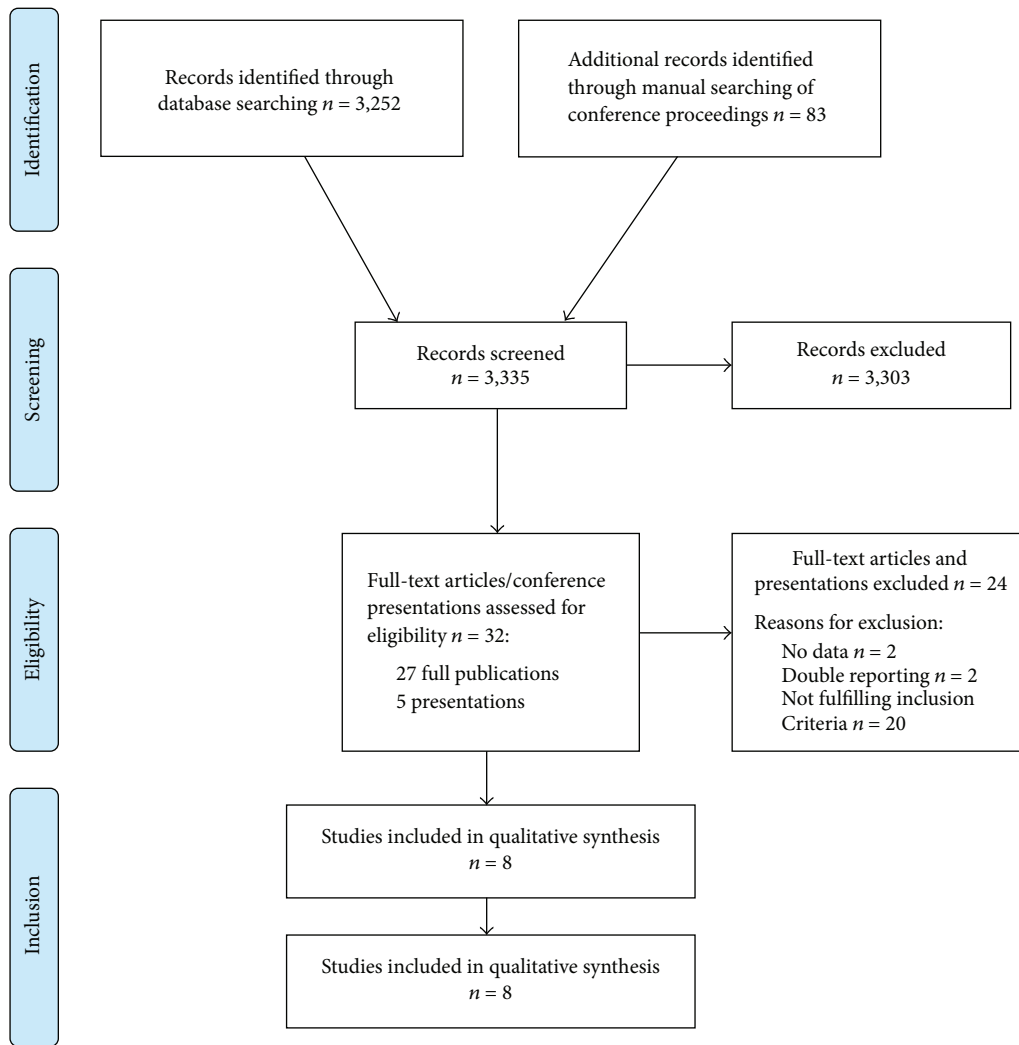 Identification
Records identified through
database searching n = 3,252
Additional records identified
through manual searching of
conference proceedings n = 83
Screening
Records screened
n = 3,335
Records excluded
n = 3,303
Eligibility
Full-text articles/conference
presentations assessed for
eligibility n = 32:
27 full publications
5 presentations
Full-text articles and
presentations excluded n = 24
Reasons for exclusion:
No data n = 2
Double reporting n = 2
Not fulfilling inclusion
Criteria n = 20
Inclusion
Studies included in qualitative synthesis
n = 8
Studies included in qualitative synthesis
n = 8